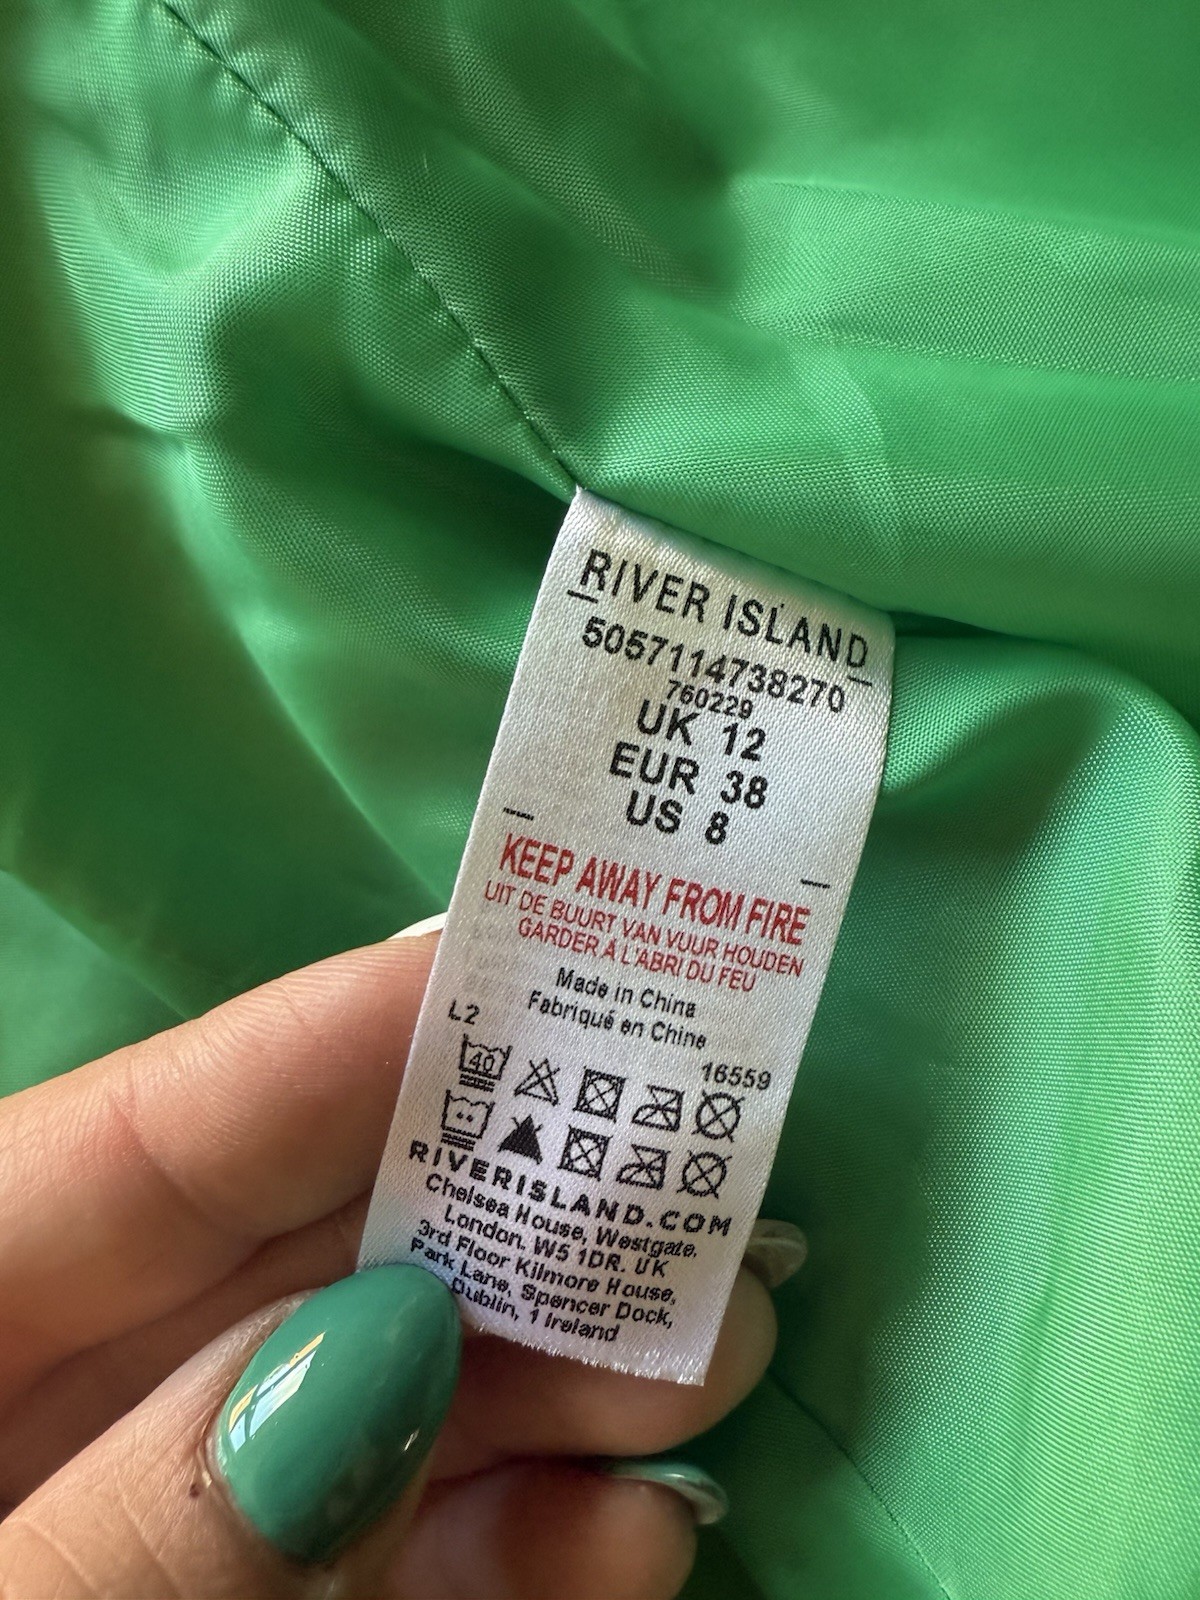 RIVER ISLAND
5057114738270
760229
UK 12
EUR 38
US 8
KEEP AWAY FROM FIRE
UIT DE BUURT VAN VUUR HOUDEN
GARDER A L'ABRI DU FEU
Made in China
Fabriqué en Chine
L2
16559
40
RIVERISLAND.COM
Chelsea House, Westgate,
London, W5 1DR. UK
3rd Floor Kilmore House,
Park Lane, Spencer Dock,
Dublin, 1 Ireland